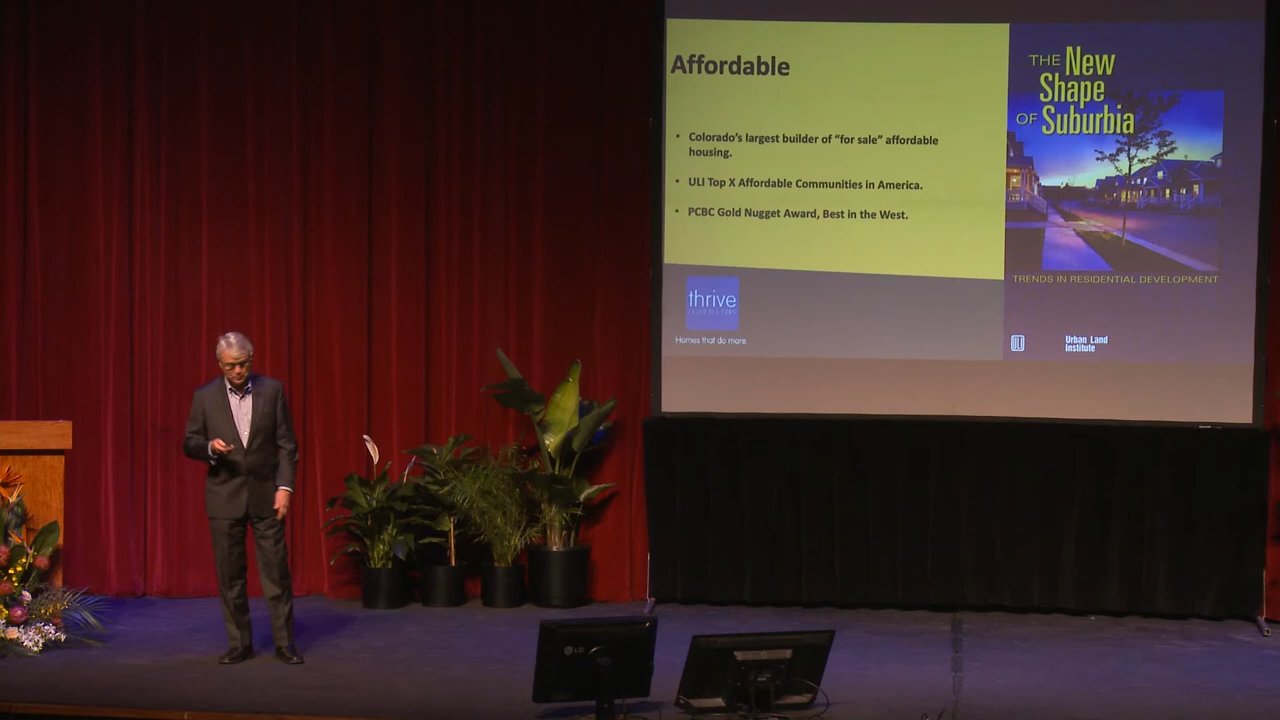 Affordable
• Colorado's largest builder of "for sale" affordable
housing.
• ULI Top X Affordable Communities in America.
• PCBC Gold Nugget Award, Best in the West.
thrive
Homes that do more.
THE New
Shape
OF Suburbia
TRENDS IN RESIDENTIAL DEVELOPMENT
ULI
Urban Land
Institute
LG